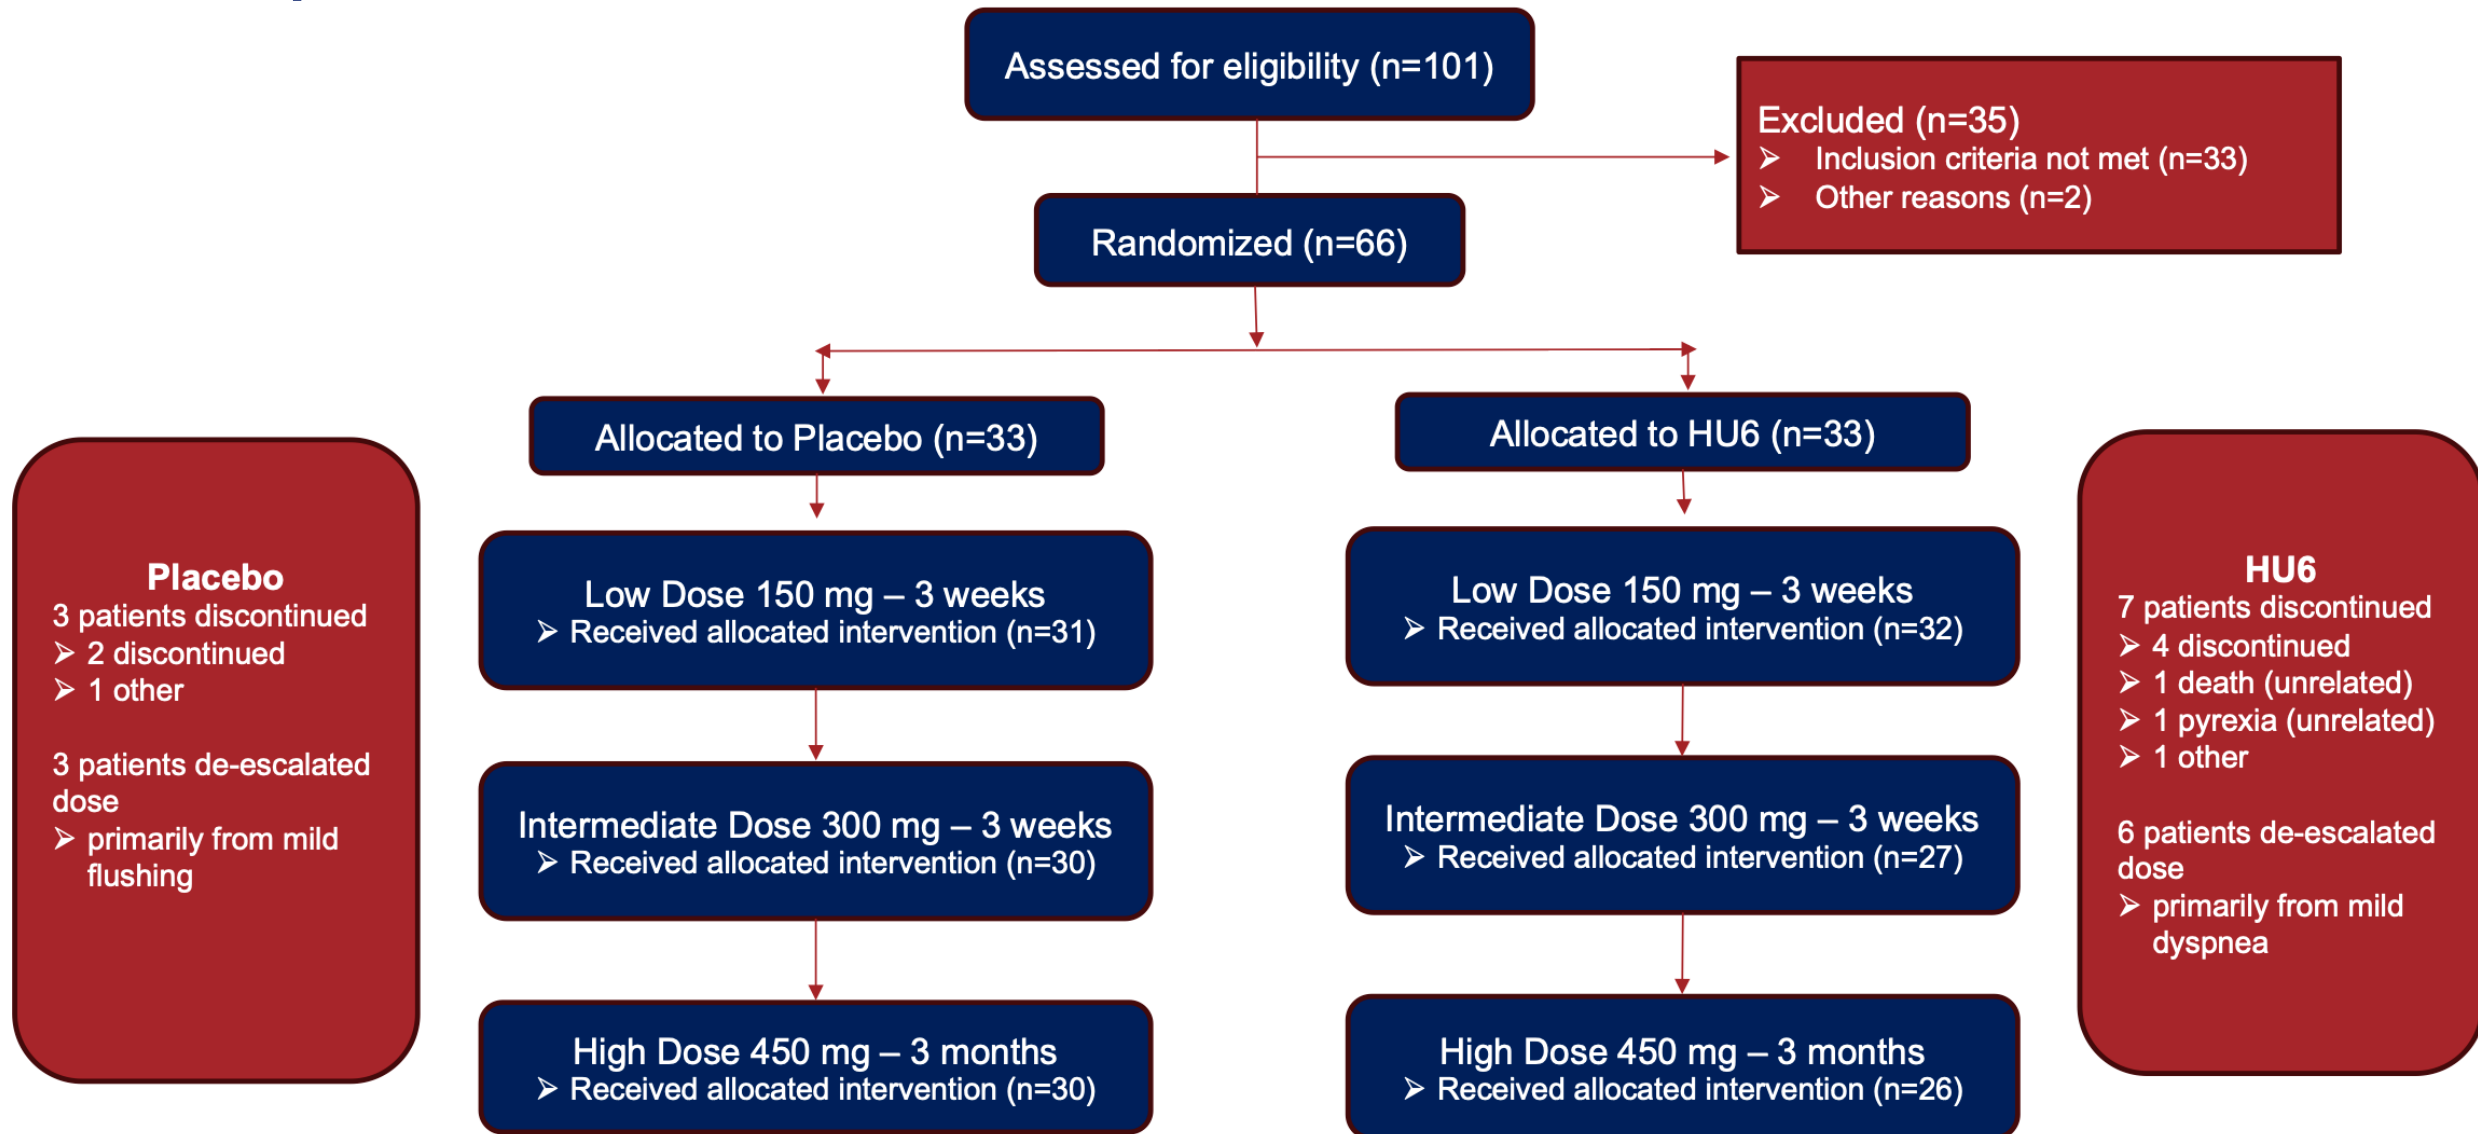 Assessed for eligibility (n=101)
Excluded (n=35)
➢ Inclusion criteria not met (n=33)
➢ Other reasons (n=2)
Randomized (n=66)
Allocated to Placebo (n=33)
Allocated to HU6 (n=33)
Placebo
3 patients discontinued
➢ 2 discontinued
➢ 1 other
3 patients de-escalated
dose
➢ primarily from mild
flushing
Low Dose 150 mg – 3 weeks
➢ Received allocated intervention (n=31)
Intermediate Dose 300 mg – 3 weeks
➢ Received allocated intervention (n=30)
High Dose 450 mg – 3 months
➢ Received allocated intervention (n=30)
Low Dose 150 mg – 3 weeks
➢ Received allocated intervention (n=32)
Intermediate Dose 300 mg – 3 weeks
➢ Received allocated intervention (n=27)
High Dose 450 mg – 3 months
➢ Received allocated intervention (n=26)
HU6
7 patients discontinued
➢ 4 discontinued
➢ 1 death (unrelated)
➢ 1 pyrexia (unrelated)
➢ 1 other
6 patients de-escalated
dose
➢ primarily from mild
dyspnea